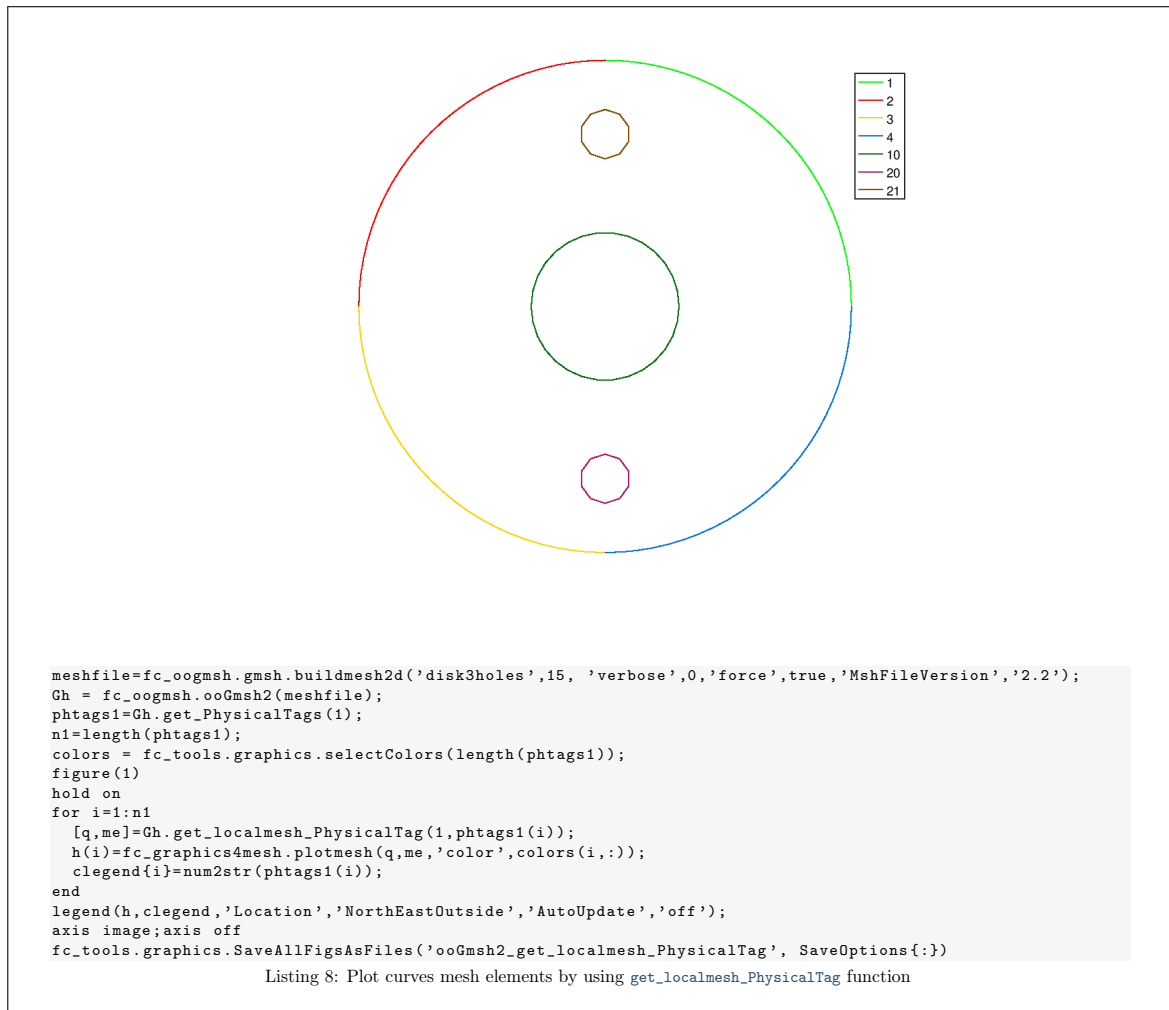 1
2
3
4
10
20
21
meshfile=fc_oogmsh.gmsh.buildmesh2d('disk3holes',15, 'verbose',0,'force',true,'MshFileVersion','2.2');
Gh = fc_oogmsh.ooGmsh2(meshfile);
phtags1=Gh.get_PhysicalTags(1);
n1=length(phtags1);
colors = fc_tools.graphics.selectColors(length(phtags1));
figure(1)
hold on
for i=1:n1
  [q,me]=Gh.get_localmesh_PhysicalTag(1,phtags1(i));
  h(i)=fc_graphics4mesh.plotmesh(q,me,'color',colors(i,:));
  clegend{i}=num2str(phtags1(i));
end
legend(h,clegend,'Location','NorthEastOutside','AutoUpdate','off');
axis image;axis off
fc_tools.graphics.SaveAllFigsAsFiles('ooGmsh2_get_localmesh_PhysicalTag', SaveOptions{:})
Listing 8: Plot curves mesh elements by using get_localmesh_PhysicalTag function